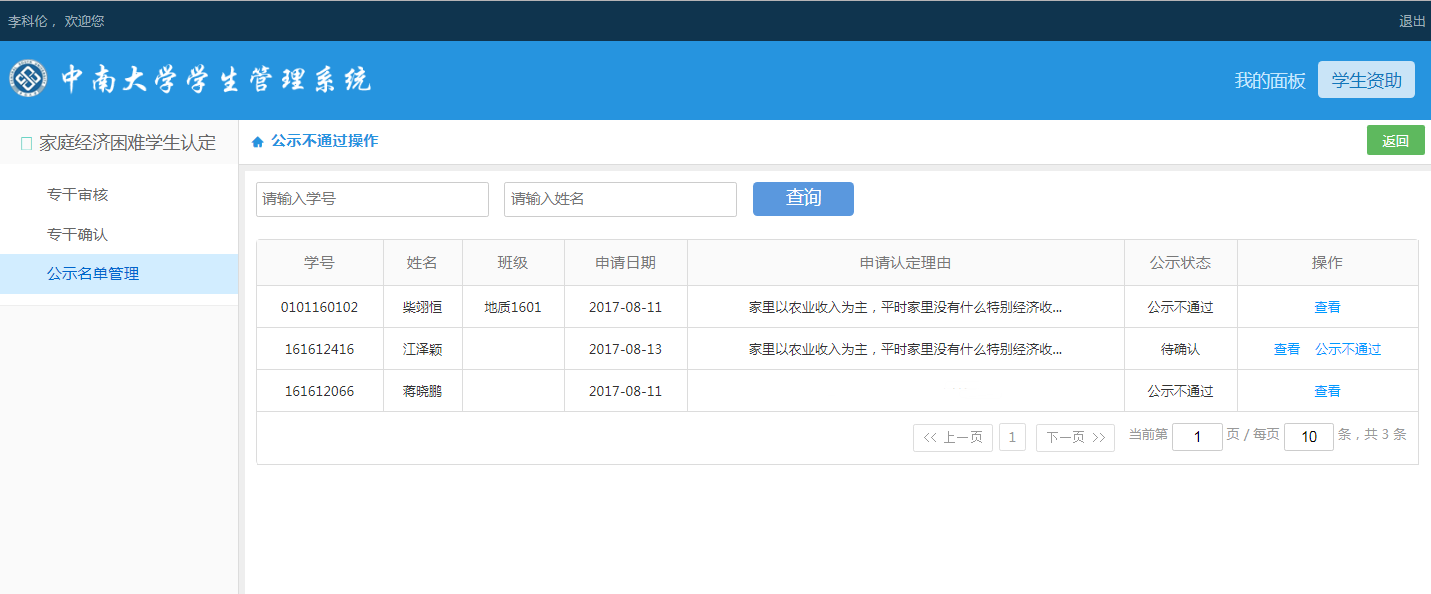 李科伦， 欢迎您 退出
中南大学学生管理系统 我的面板 学生资助
家庭经济困难学生认定 公示不通过操作 返回
专干审核
专干确认
公示名单管理
请输入学号 请输入姓名 查询
学号 姓名 班级 申请日期 申请认定理由 公示状态 操作
0101160102 柴翊恒 地质1601 2017-08-11 家里以农业收入为主，平时家里没有什么特别经济收... 公示不通过 查看
161612416 江泽颖 2017-08-13 家里以农业收入为主，平时家里没有什么特别经济收... 待确认 查看 公示不通过
161612066 蒋晓鹏 2017-08-11 ... 公示不通过 查看
<< 上一页 1 下一页 >> 当前第 1 页 / 每页 10 条，共 3 条